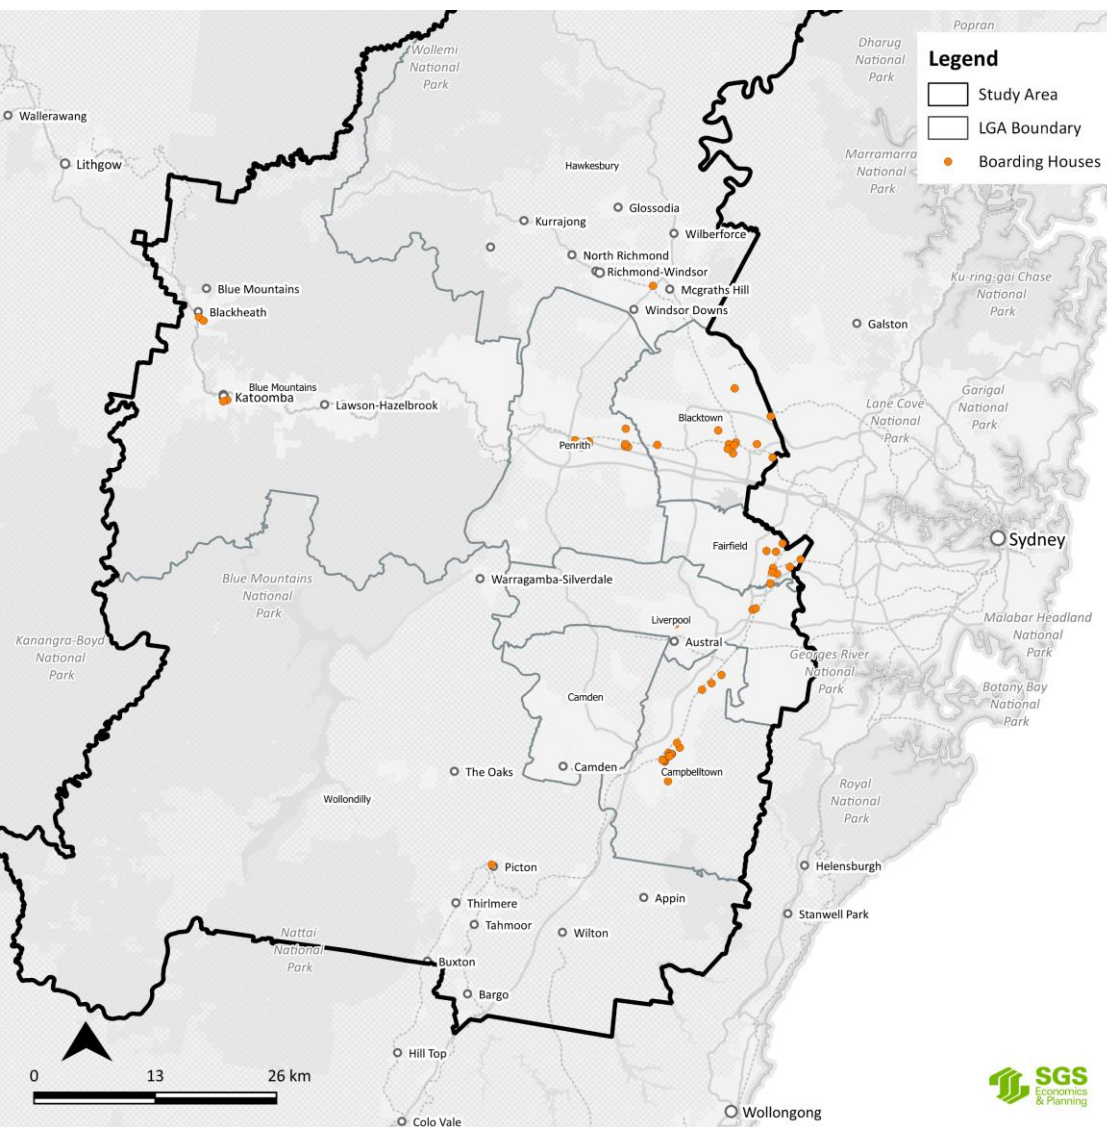 Popran
Wollemi
National
Park
Dharug
National
Park
Legend
Study Area
LGA Boundary
Boarding Houses
Wallerawang
Lithgow
Marramarra
National
Park
Hawkesbury
Glossodia
Kurrajong
Wilberforce
North Richmond
Richmond-Windsor
Mcgraths Hill
Ku-ring-gai Chase
National
Park
Blue Mountains
Blackheath
Windsor Downs
Galston
Blue Mountains
Katoomba
Lawson-Hazelbrook
Garigal
National
Park
Lane Cove
National
Park
Blacktown
Penrith
Sydney
Fairfield
Blue Mountains
National
Park
Warragamba-Silverdale
Liverpool
Austral
Malabar Headland
National
Park
Kanangra-Boyd
National
Park
Georges River
National
Park
Camden
Botany Bay
National
Park
The Oaks
Camden
Campbelltown
Wollondilly
Royal
National
Park
Picton
Helensburgh
Thirlmere
Appin
Tahmoor
Wilton
Stanwell Park
Nattai
National
Park
Buxton
Bargo
Hill Top
0
13
26 km
SGS
Economics
& Planning
Wollongong
Colo Vale